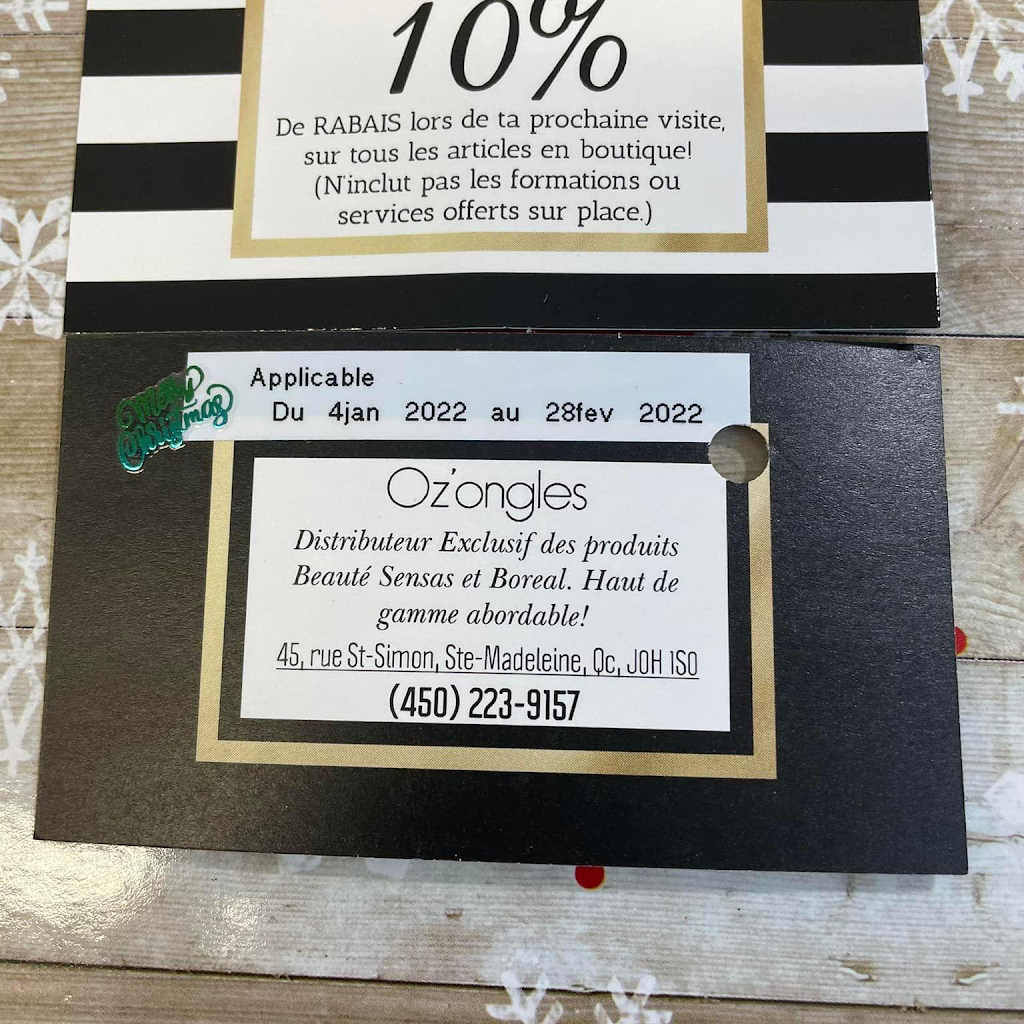 10%
De RABAIS lors de ta prochaine visite,
sur tous les articles en boutique!
(N'inclut pas les formations ou
services offerts sur place.)
Applicable
Du 4jan 2022 au 28fev 2022
Merry
Christmas
Oz'ongles
Distributeur Exclusif des produits
Beauté Sensas et Boreal. Haut de
gamme abordable!
45, rue St-Simon, Ste-Madeleine, Qc, J0H 1S0
(450) 223-9157